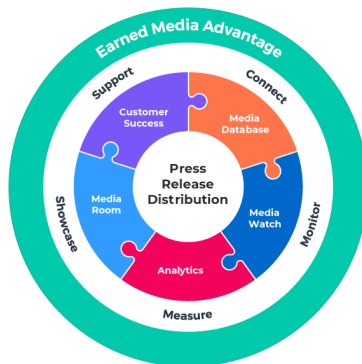 Earned Media Advantage
Support
Connect
Customer
Success
Media
Database
Press
Release
Distribution
Media
Room
Media
Watch
Showcase
Monitor
Analytics
Measure